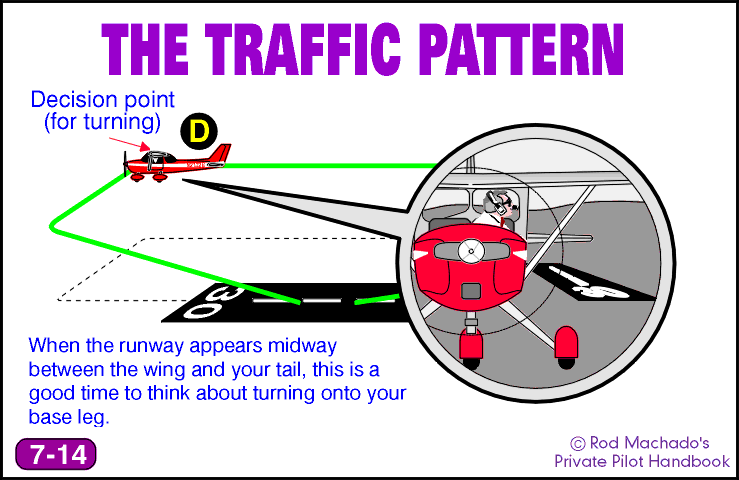 THE TRAFFIC PATTERN
Decision point
(for turning)
D
30
When the runway appears midway
between the wing and your tail, this is a
good time to think about turning onto your
base leg.
7-14
© Rod Machado's
Private Pilot Handbook